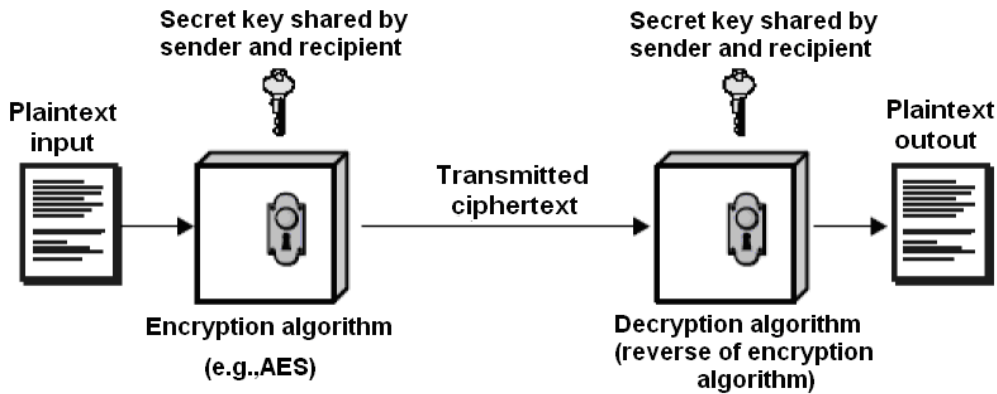 Secret key shared by
sender and recipient
Secret key shared by
sender and recipient
Plaintext
input
Plaintext
outout
Transmitted
ciphertext
Encryption algorithm
(e.g.,AES)
Decryption algorithm
(reverse of encryption
algorithm)